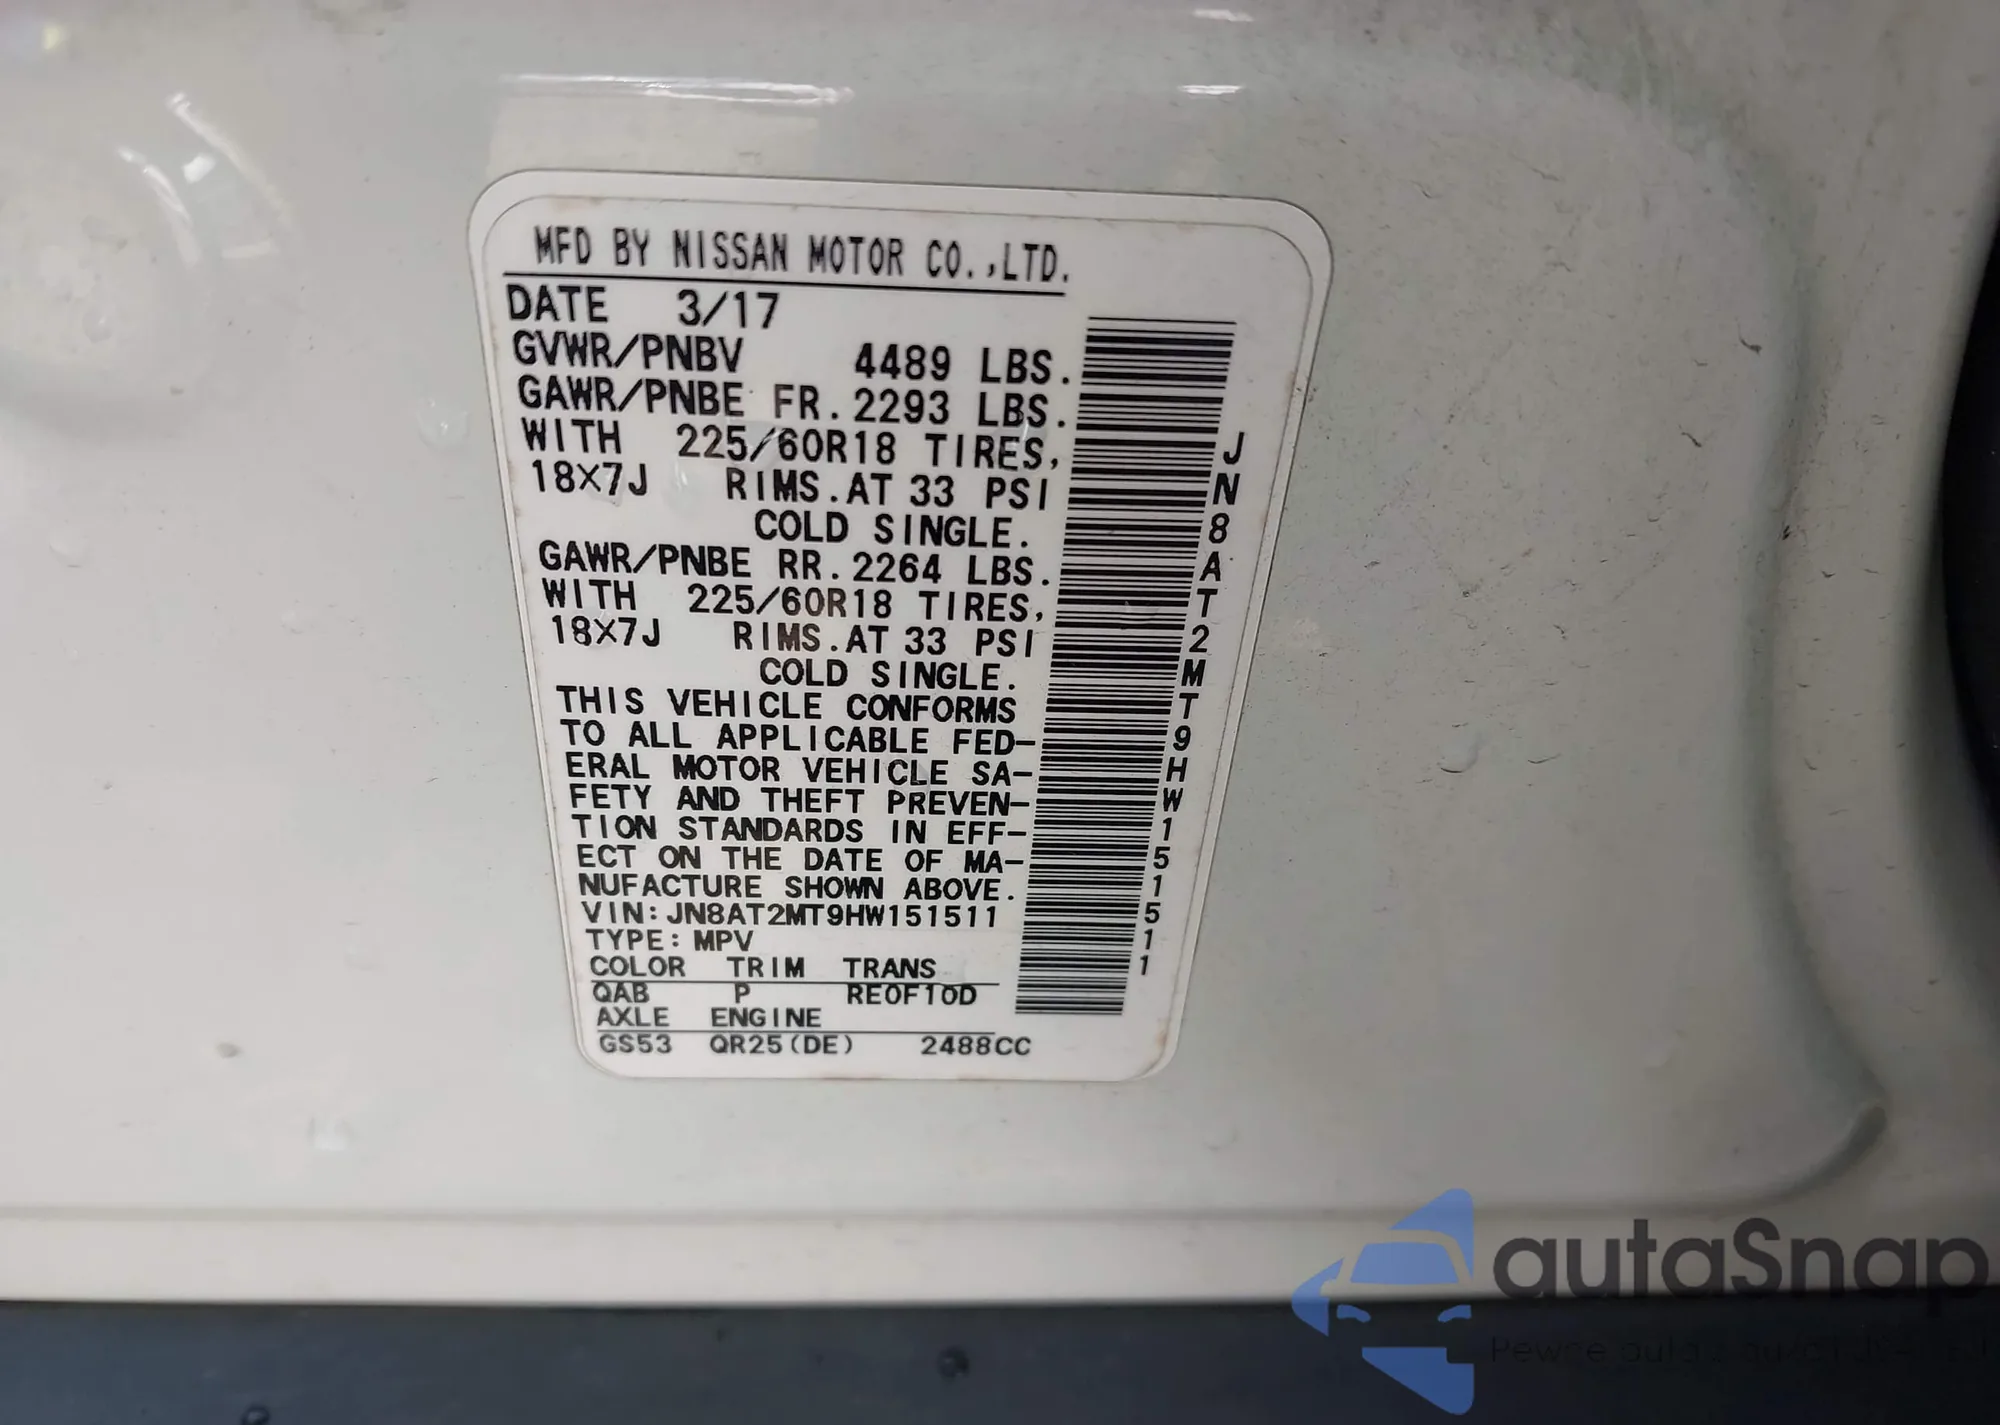 MFD BY NISSAN MOTOR CO.,LTD.
DATE 3/17
GVWR/PNBV 4489 LBS.
GAWR/PNBE FR. 2293 LBS.
WITH 225/60R18 TIRES,
18X7J RIMS. AT 33 PSI
COLD SINGLE.
GAWR/PNBE RR. 2264 LBS.
WITH 225/60R18 TIRES,
18X7J RIMS. AT 33 PSI
COLD SINGLE.
THIS VEHICLE CONFORMS
TO ALL APPLICABLE FED-
ERAL MOTOR VEHICLE SA-
FETY AND THEFT PREVEN-
TION STANDARDS IN EFF-
ECT ON THE DATE OF MA-
NUFACTURE SHOWN ABOVE.
VIN: JN8AT2MT9HW151511
TYPE: MPV
COLOR TRIM TRANS
QAB P RE0F10D
AXLE ENGINE
GS53 QR25(DE) 2488CC
JN8AT2MT9HW151511
autaSnap